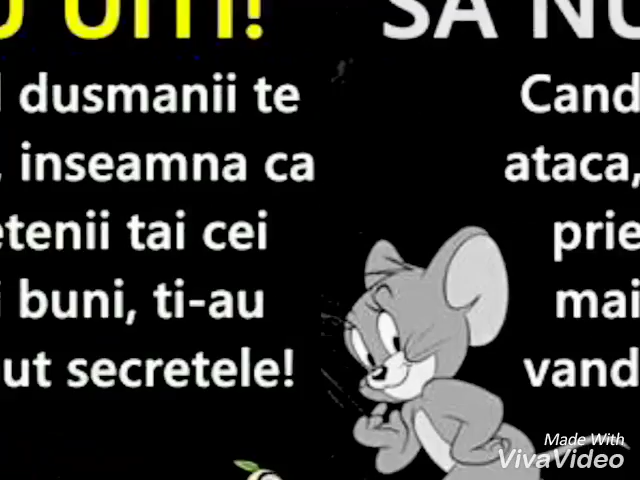 U UITI!
dusmanii te
, inseamna ca
etenii tai cei
i buni, ti-au
ut secretele!
SA NU
Cand
ataca,
prie
mai
vand
Made With
VivaVideo